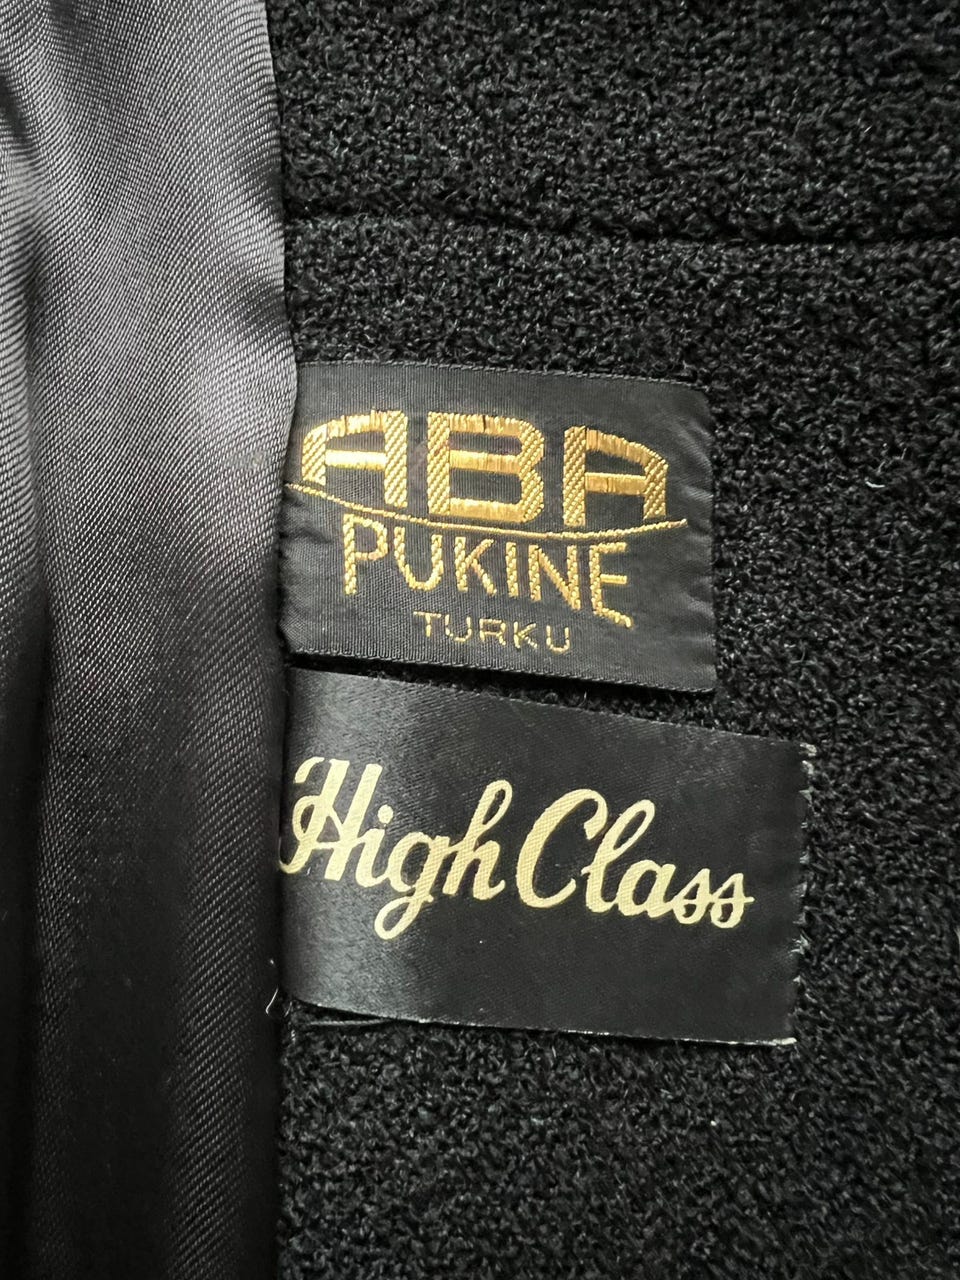 ABA
PUKINE
TURKU
High Class